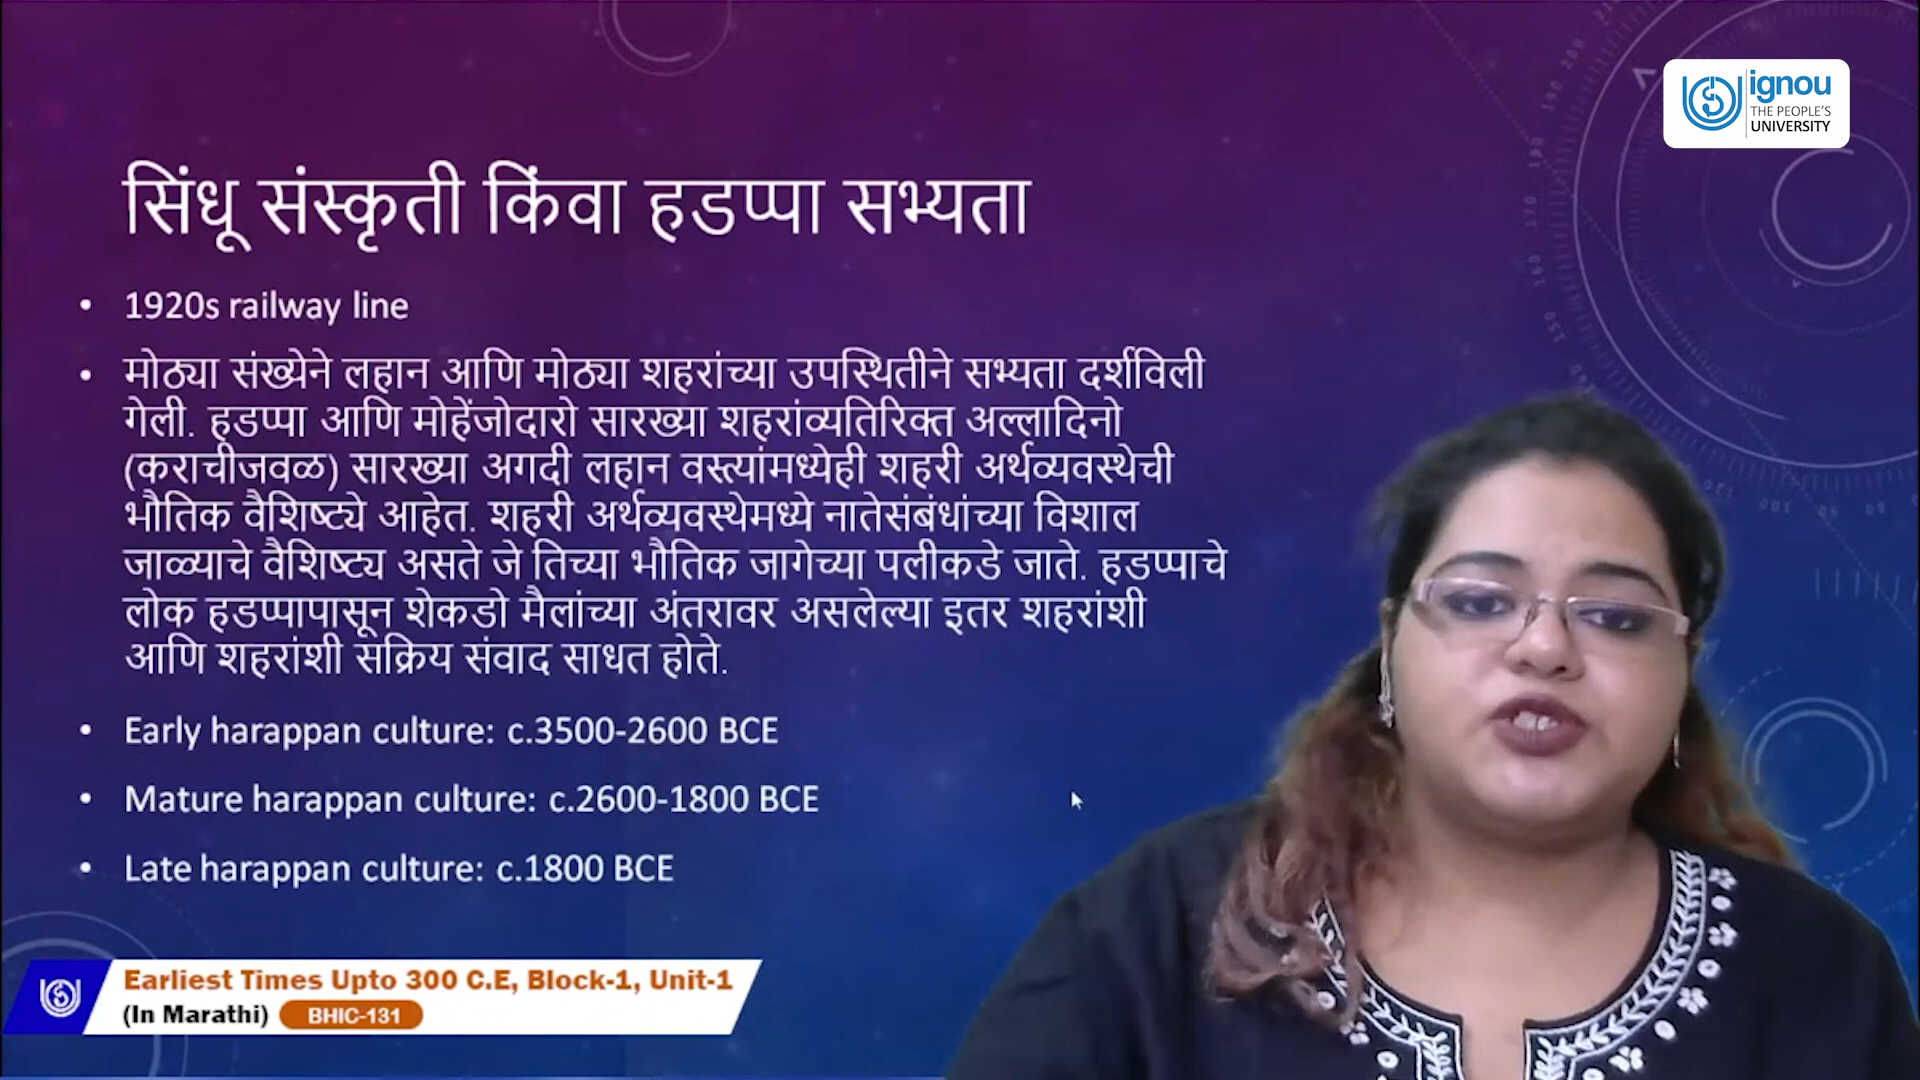 ignou
THE PEOPLE'S
UNIVERSITY
सिंधू संस्कृती किंवा हडप्पा सभ्यता
• 1920s railway line
• मोठ्या संख्येने लहान आणि मोठ्या शहरांच्या उपस्थितीने सभ्यता दर्शविली
गेली. हडप्पा आणि मोहेंजोदारो सारख्या शहरांव्यतिरिक्त अल्लादिनो
(कराचीजवळ) सारख्या अगदी लहान वस्त्यांमध्येही शहरी अर्थव्यवस्थेची
भौतिक वैशिष्ट्ये आहेत. शहरी अर्थव्यवस्थेमध्ये नातेसंबंधांच्या विशाल
जाळ्याचे वैशिष्ट्य असते जे तिच्या भौतिक जागेच्या पलीकडे जाते. हडप्पाचे
लोक हडप्पापासून शेकडो मैलांच्या अंतरावर असलेल्या इतर शहरांशी
आणि शहरांशी सक्रिय संवाद साधत होते.
• Early harappan culture: c.3500-2600 BCE
• Mature harappan culture: c.2600-1800 BCE
• Late harappan culture: c.1800 BCE
Earliest Times Upto 300 C.E, Block-1, Unit-1
(In Marathi) BHIC-131